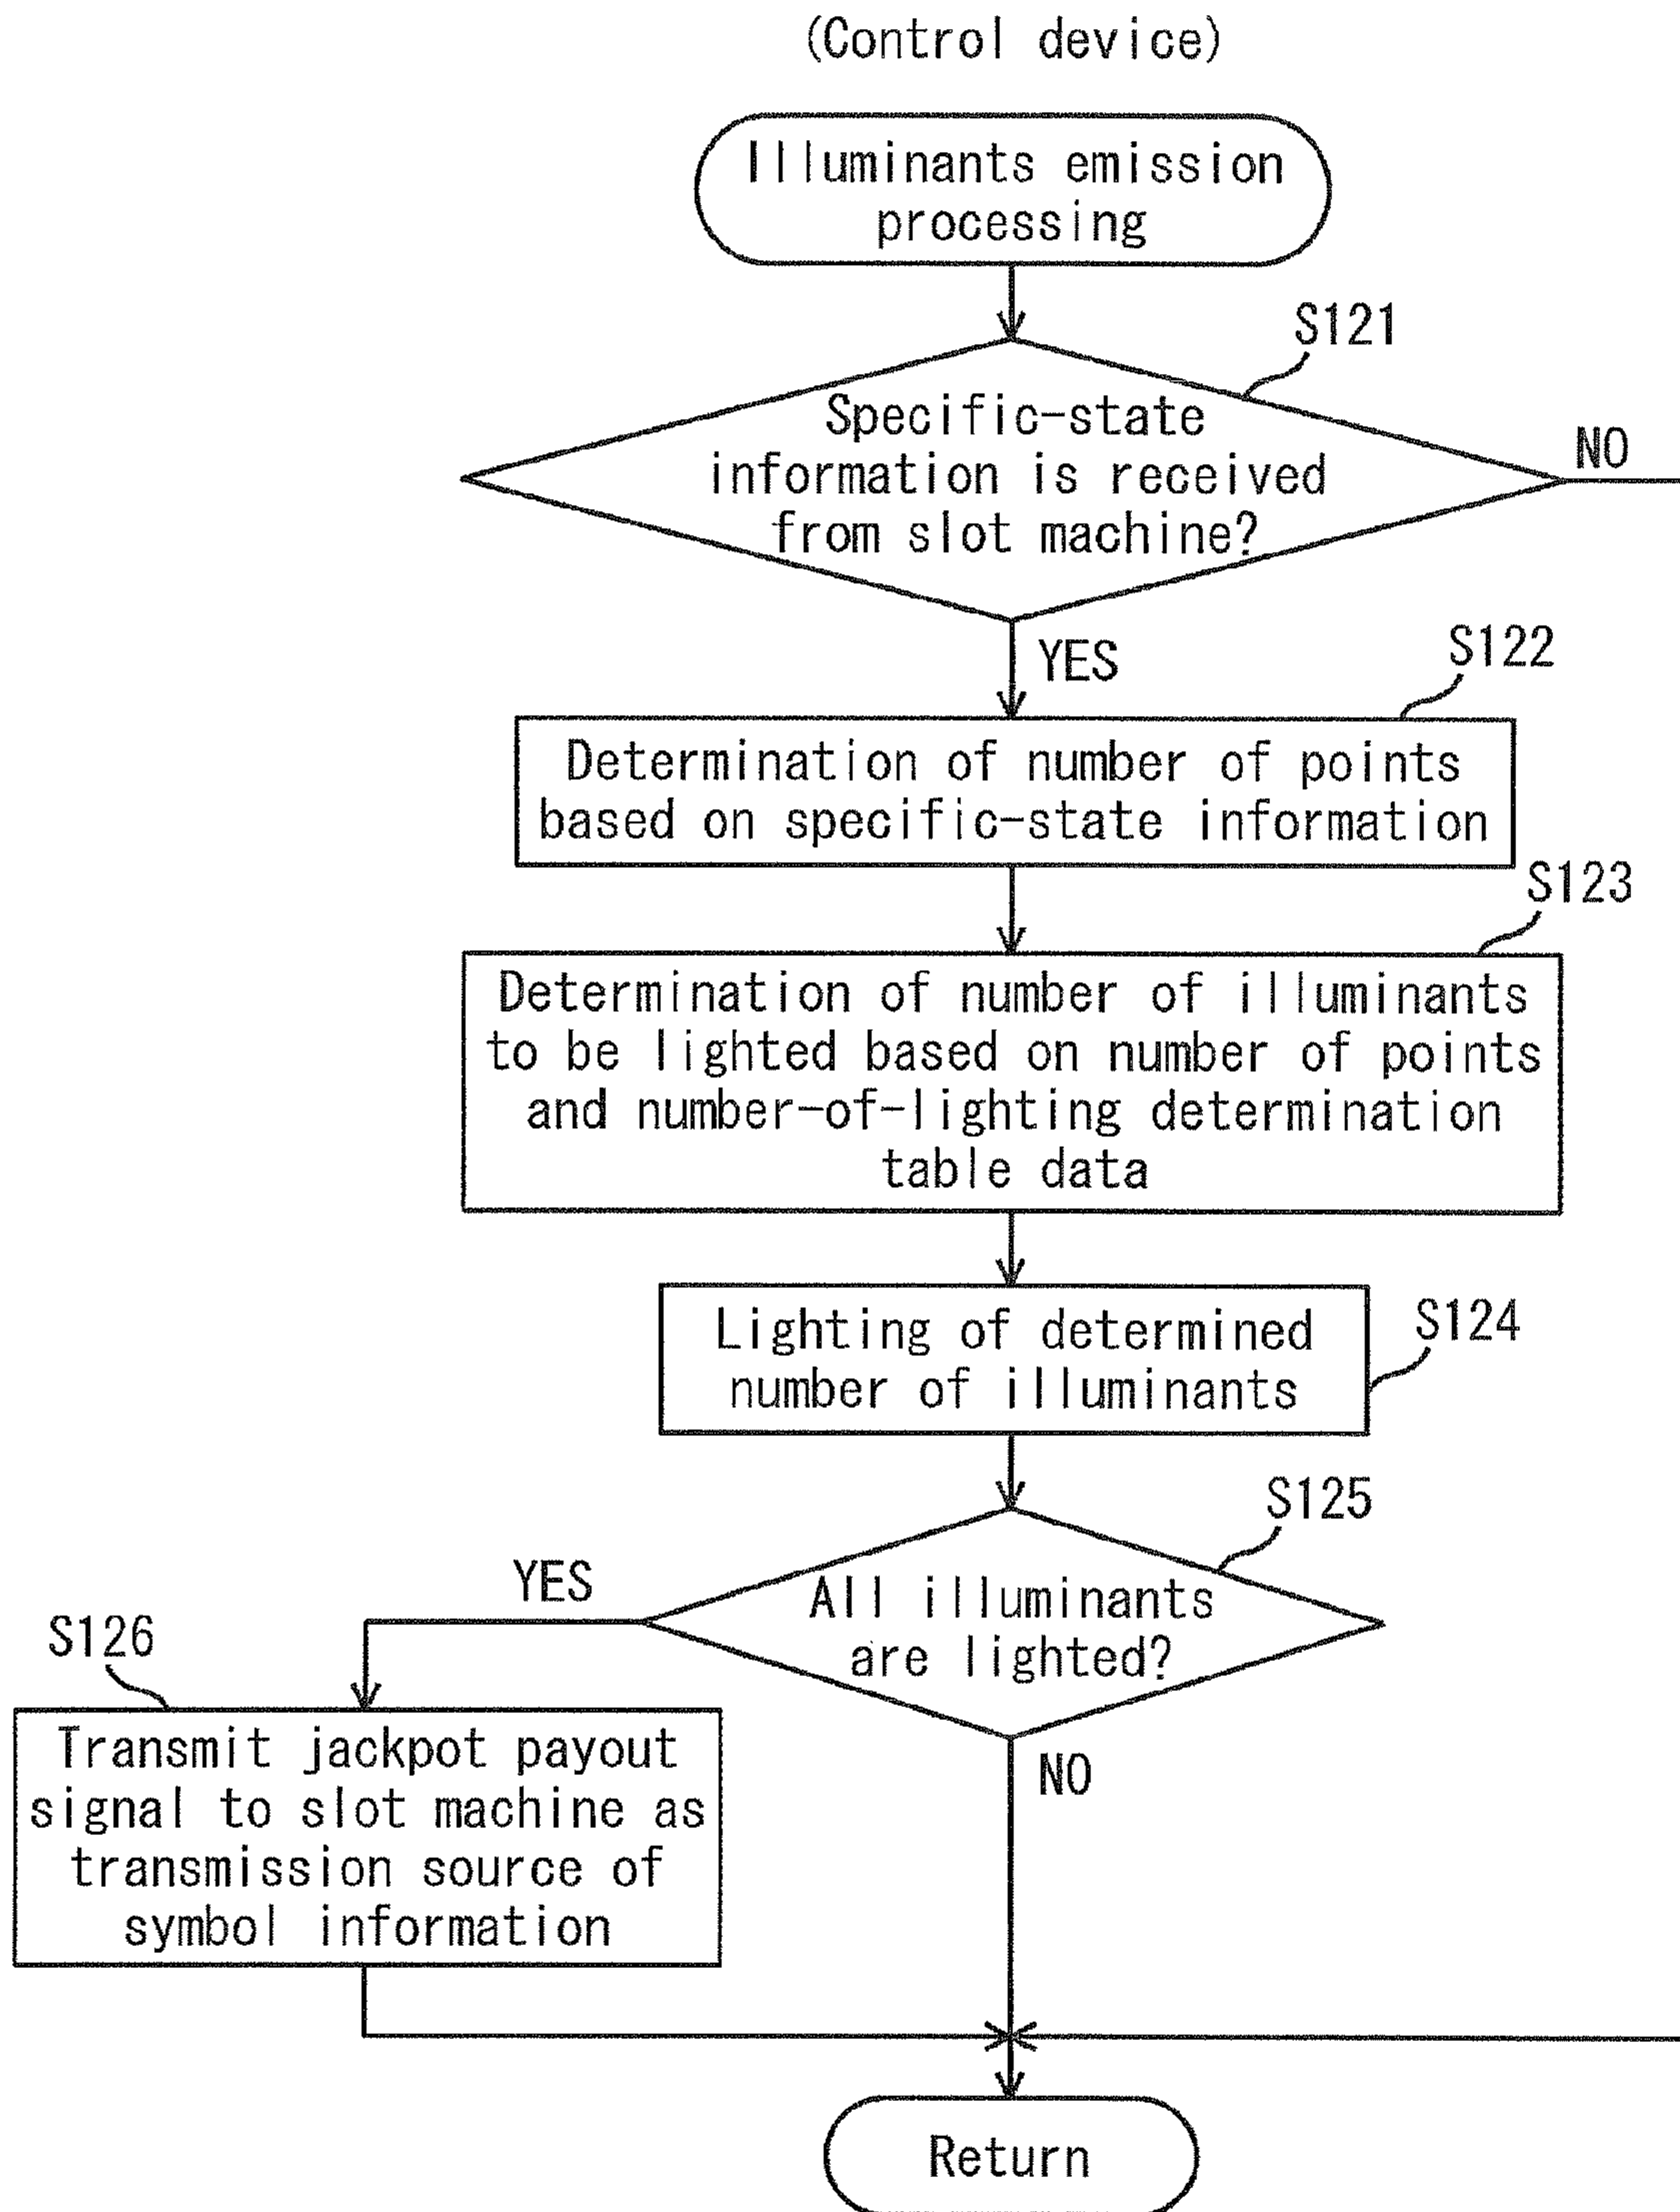 (Control device)
Illuminants emission
processing
S121
Specific-state
information is received
from slot machine?
NO
YES
S122
Determination of number of points
based on specific-state information
S123
Determination of number of illuminants
to be lighted based on number of points
and number-of-lighting determination
table data
Lighting of determined
number of illuminants
S124
S125
All illuminants
are lighted?
YES
S126
Transmit jackpot payout
signal to slot machine as
transmission source of
symbol information
NO
Return